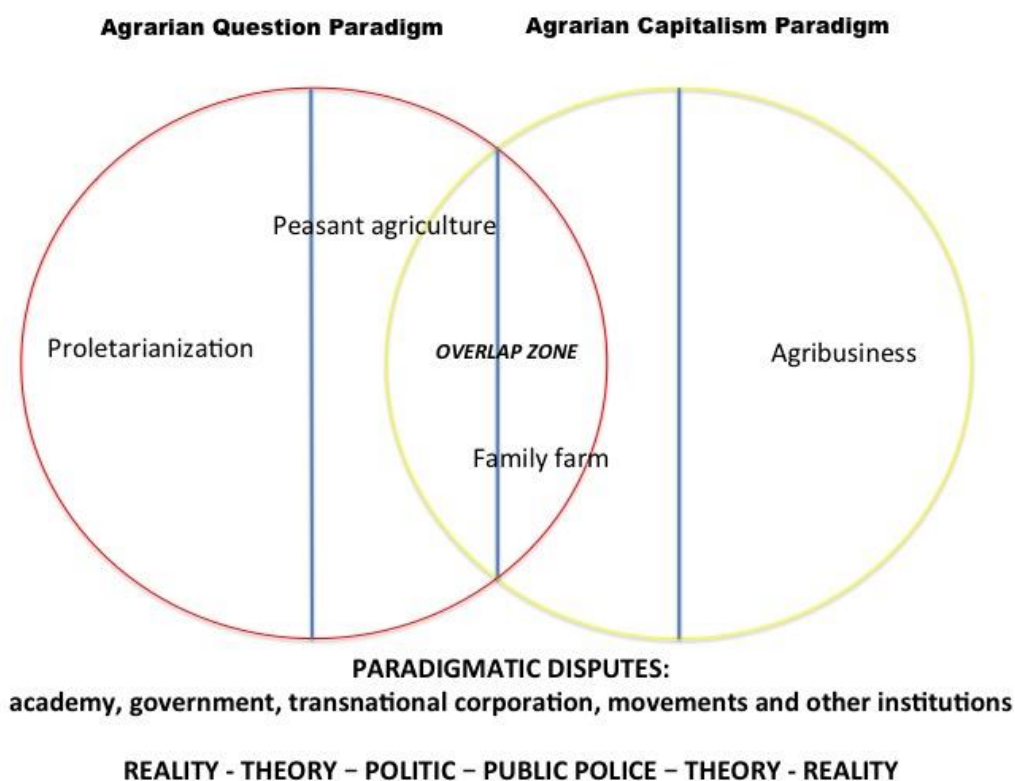 Agrarian Question Paradigm
Agrarian Capitalism Paradigm
Peasant agriculture
Proletarianization
OVERLAP ZONE
Agribusiness
Family farm
PARADIGMATIC DISPUTES:
academy, government, transnational corporation, movements and other institutions
REALITY - THEORY – POLITIC – PUBLIC POLICE – THEORY - REALITY